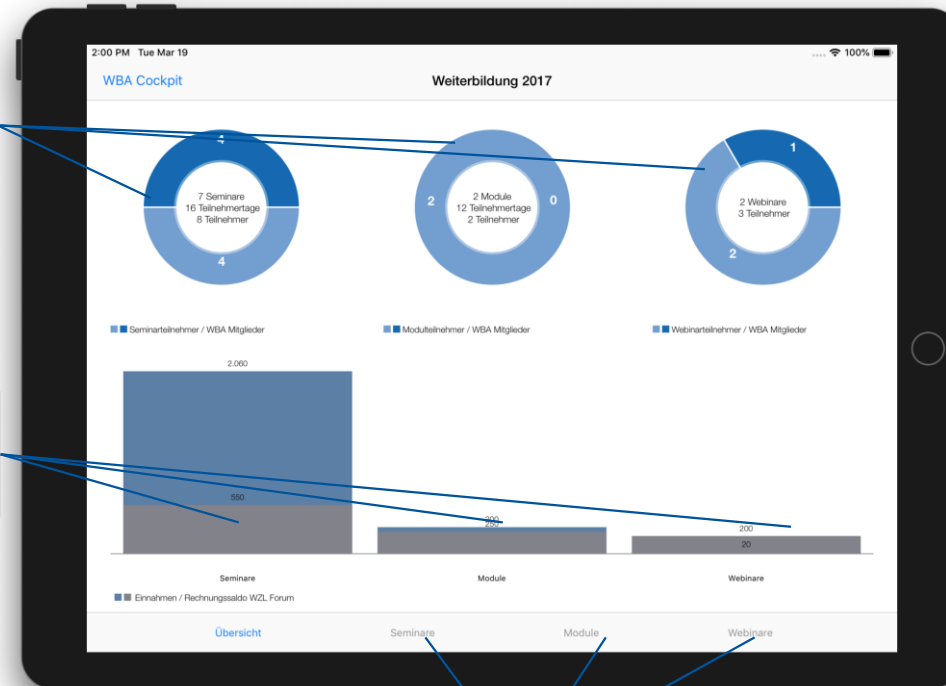 2:00 PM Tue Mar 19
100%
WBA Cockpit
Weiterbildung 2017
4
7 Seminare
16 Teilnehmertage
8 Teilnehmer
4
2
2 Module
12 Teilnehmertage
2 Teilnehmer
0
1
2 Webinare
3 Teilnehmer
2
Seminarteilnehmer / WBA Mitglieder
Modulteilnehmer / WBA Mitglieder
Webinarteilnehmer / WBA Mitglieder
2.060
550
250
200
20
Seminare
Module
Webinare
Einnahmen / Rechnungssaldo WZL Forum
Übersicht
Seminare
Module
Webinare